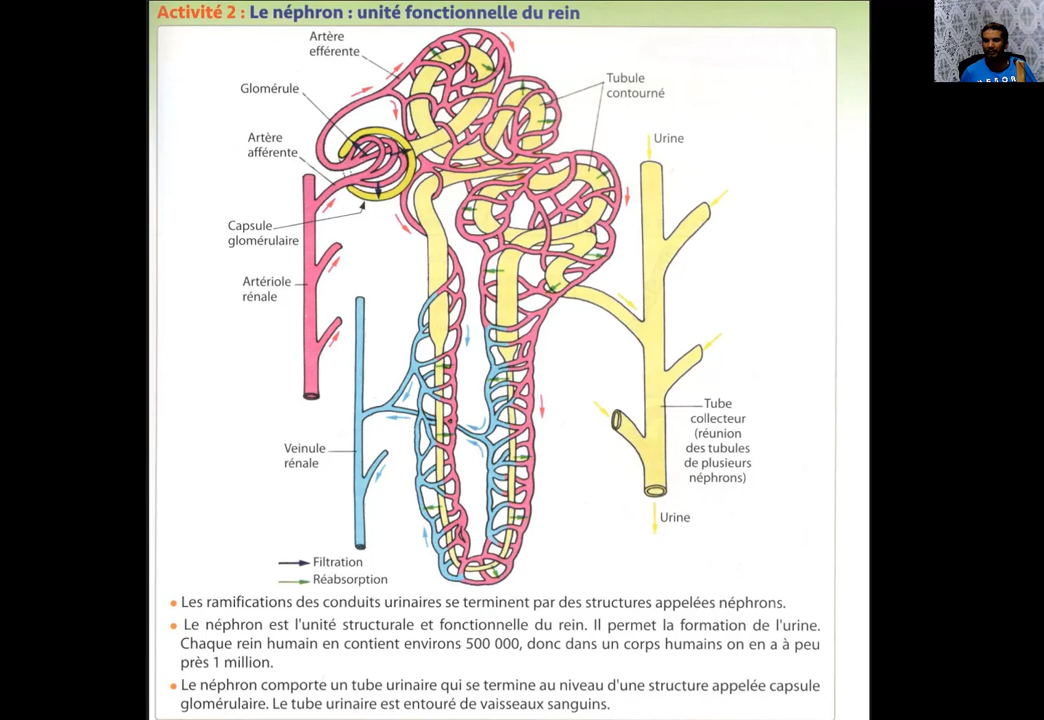 Activité 2 : Le néphron : unité fonctionnelle du rein
Artère
efférente
Glomérule
Tubule
contourné
Artère
afférente
Urine
Capsule
glomérulaire
Artériole
rénale
Tube
collecteur
(réunion
des tubules
de plusieurs
néphrons)
Veinule
rénale
Urine
Filtration
Réabsorption
• Les ramifications des conduits urinaires se terminent par des structures appelées néphrons.
• Le néphron est l'unité structurale et fonctionnelle du rein. Il permet la formation de l'urine.
Chaque rein humain en contient environs 500 000, donc dans un corps humains on en a à peu
près 1 million.
• Le néphron comporte un tube urinaire qui se termine au niveau d'une structure appelée capsule
glomérulaire. Le tube urinaire est entouré de vaisseaux sanguins.